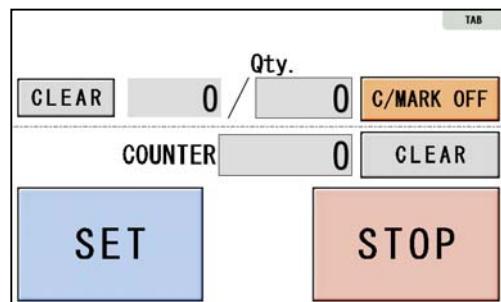 TAB
Qty.
CLEAR 0 / 0 C/MARK OFF
COUNTER 0 CLEAR
SET STOP